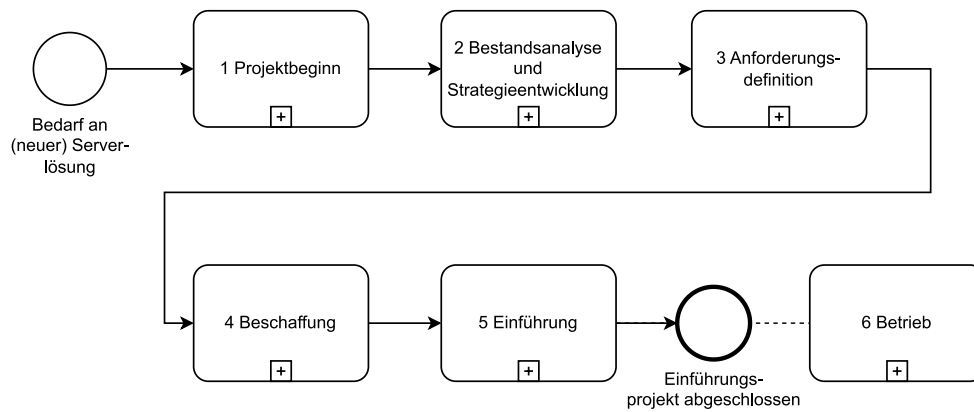 1 Projektbeginn
2 Bestandsanalyse
und
Strategieentwicklung
3 Anforderungs-
definition
Bedarf an
(neuer) Server-
lösung
4 Beschaffung
5 Einführung
6 Betrieb
Einführungs-
projekt abgeschlossen